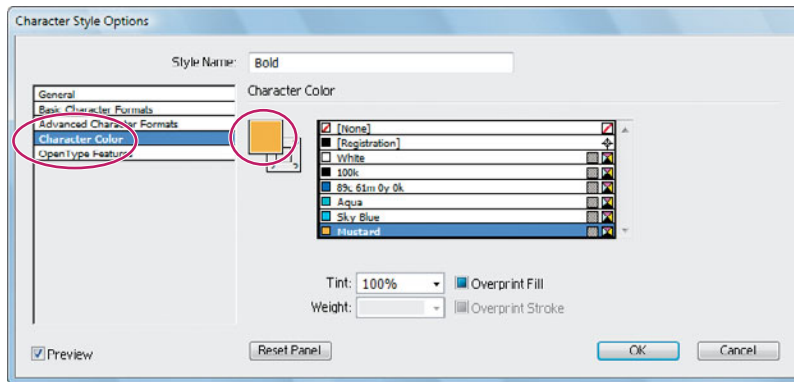 Character Style Options
Style Name: Bold
General
Basic Character Formats
Advanced Character Formats
Character Color
OpenType Features
Character Color
[None]
[Registration]
White
100k
89c 61m 0y 0k
Aqua
Sky Blue
Mustard
Tint: 100%
Overprint Fill
Weight:
Overprint Stroke
Preview
Reset Panel
OK
Cancel